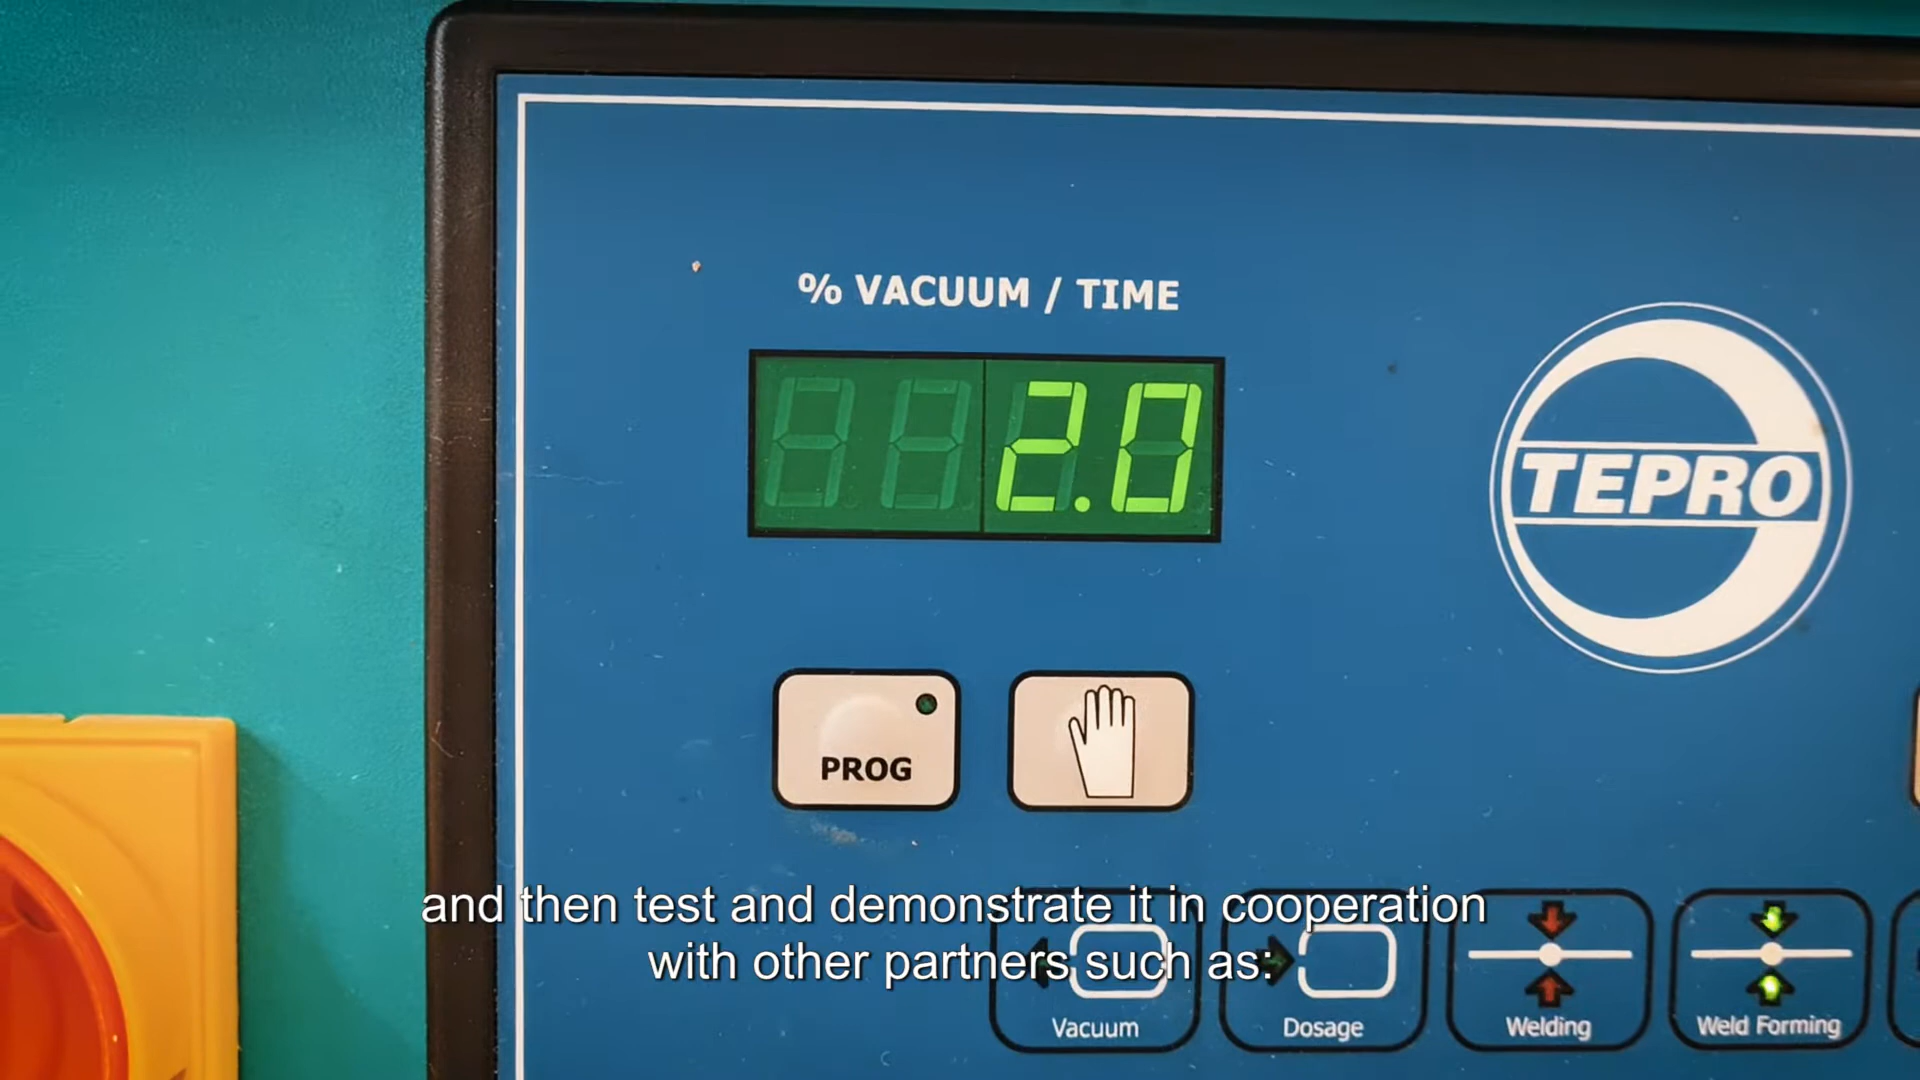 % VACUUM / TIME
2.0
TEPRO
PROG
and then test and demonstrate it in cooperation
with other partners such as:
Vacuum
Dosage
Welding
Weld Forming